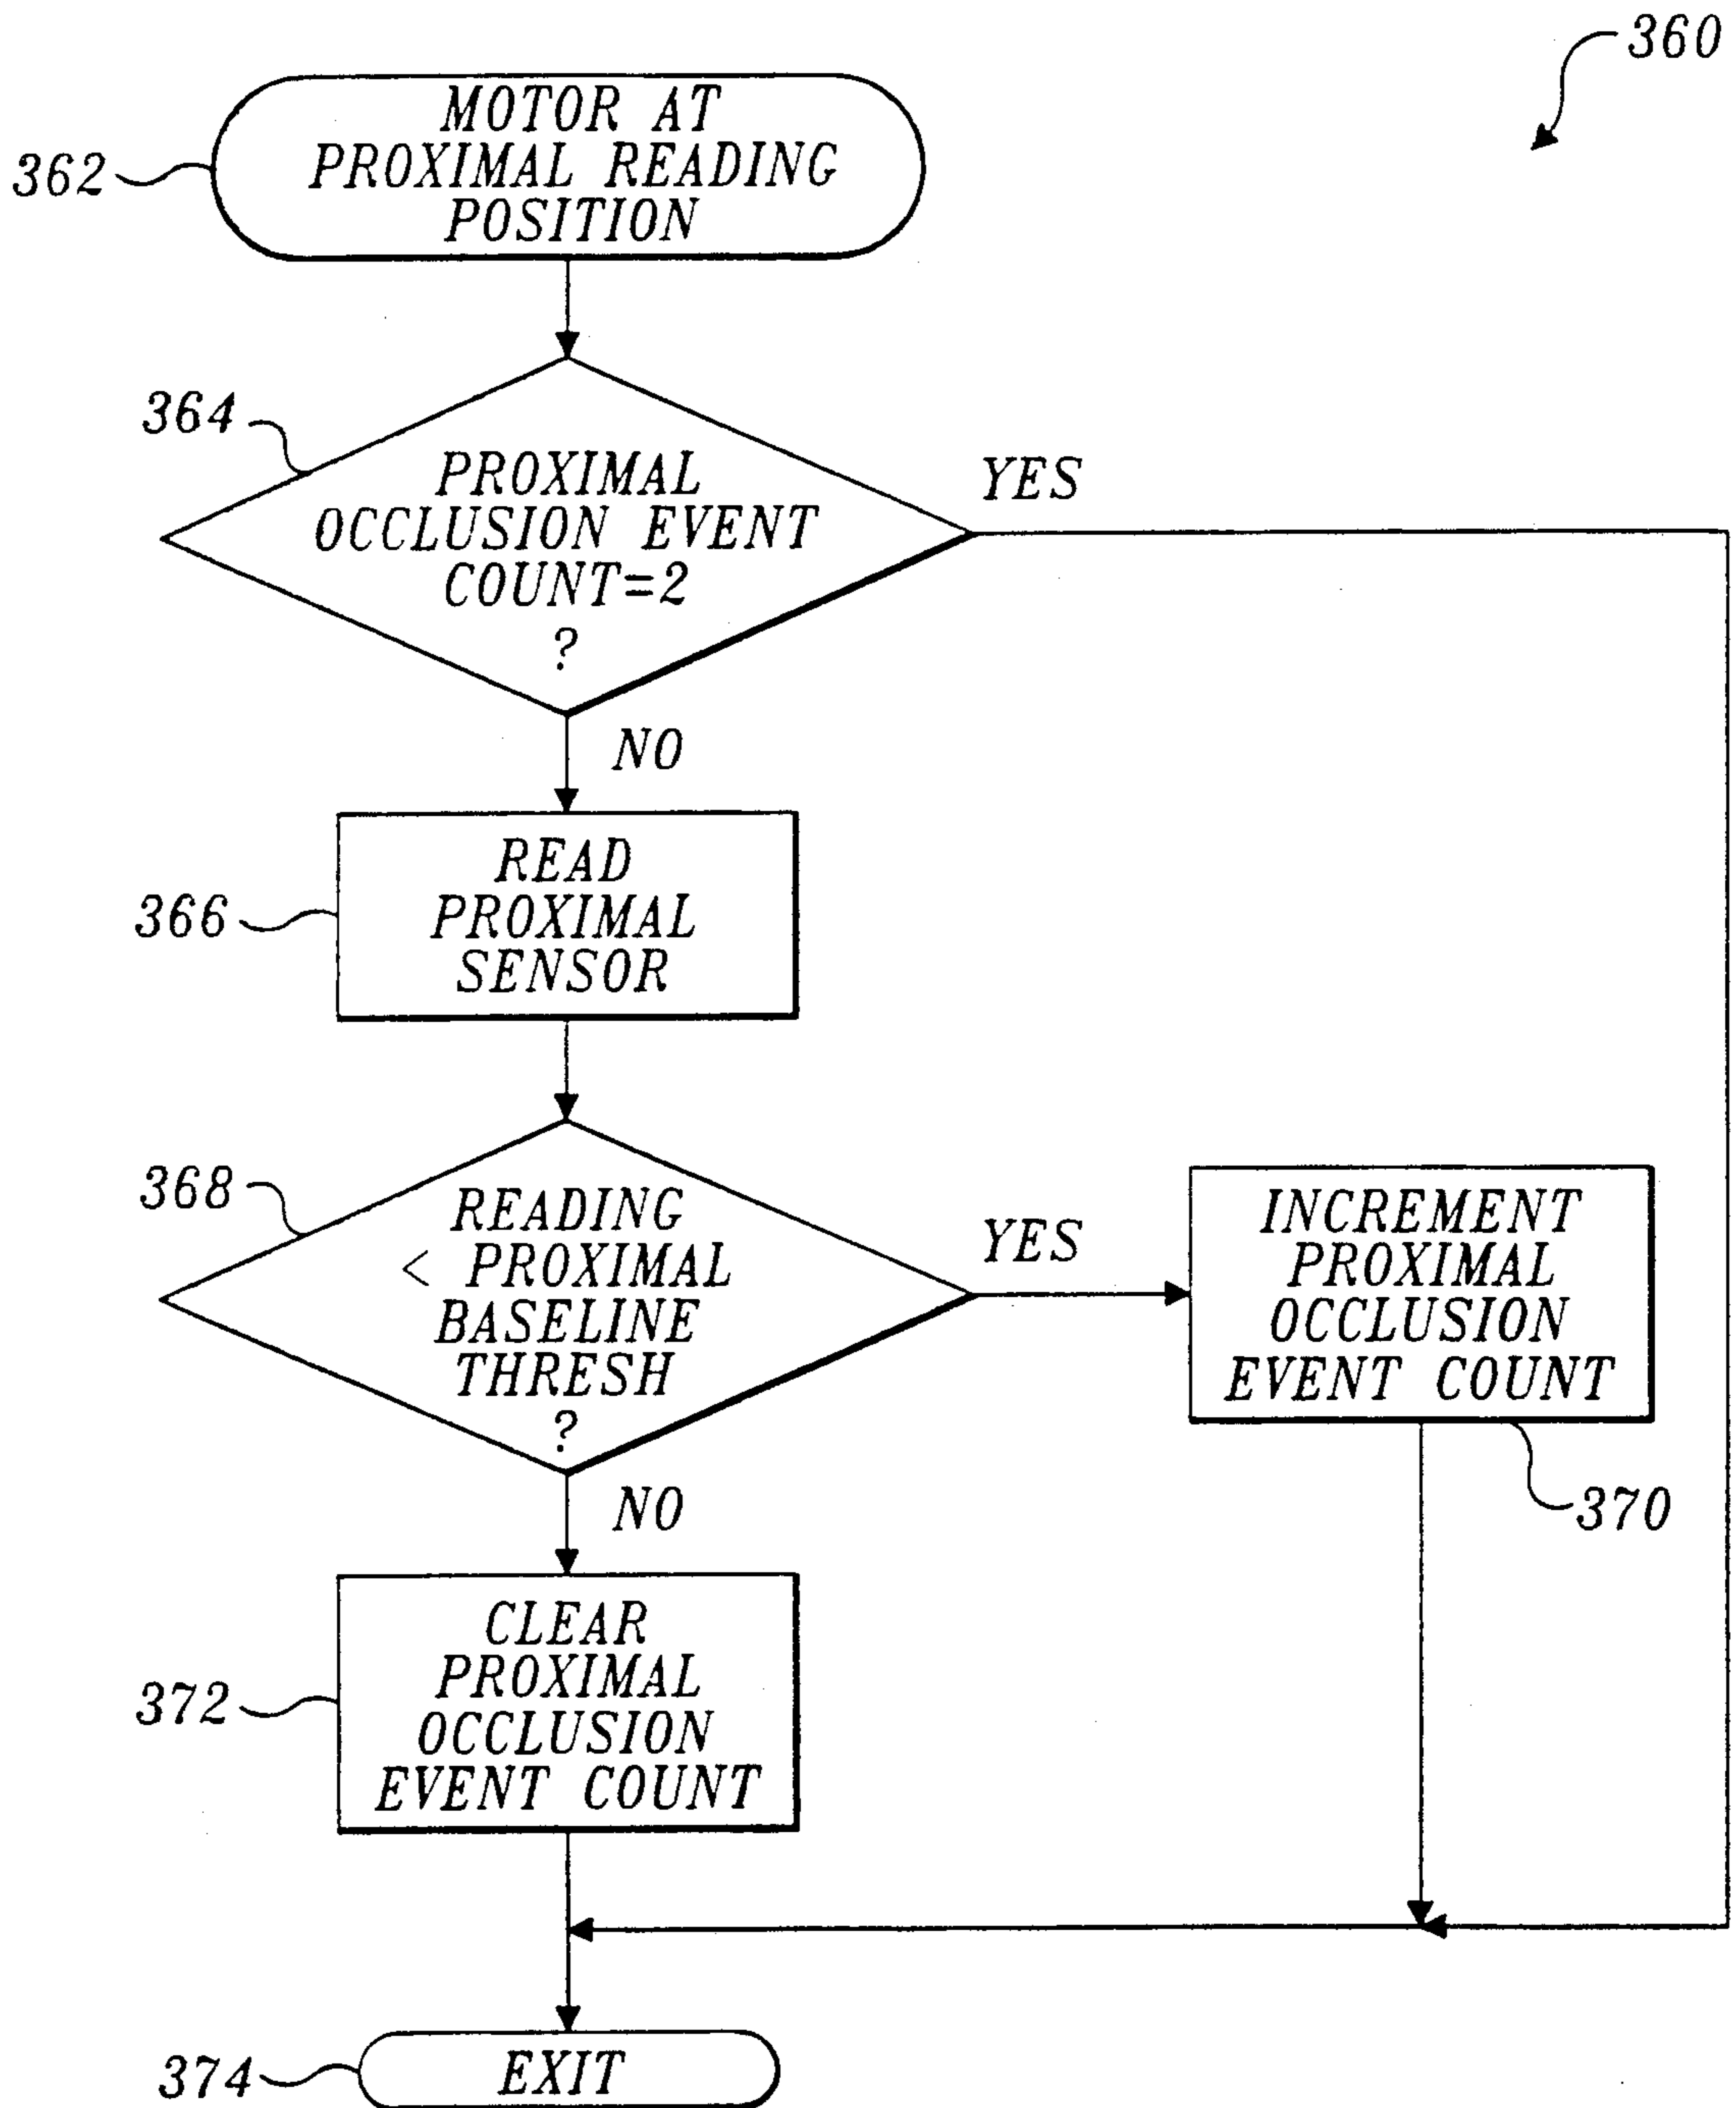 360
MOTOR AT
PROXIMAL READING
POSITION
362
364
PROXIMAL
OCCLUSION EVENT
COUNT=2
?
YES
NO
READ
PROXIMAL
SENSOR
366
368
READING
< PROXIMAL
BASELINE
THRESH
?
YES
INCREMENT
PROXIMAL
OCCLUSION
EVENT COUNT
370
NO
CLEAR
PROXIMAL
OCCLUSION
EVENT COUNT
372
EXIT
374